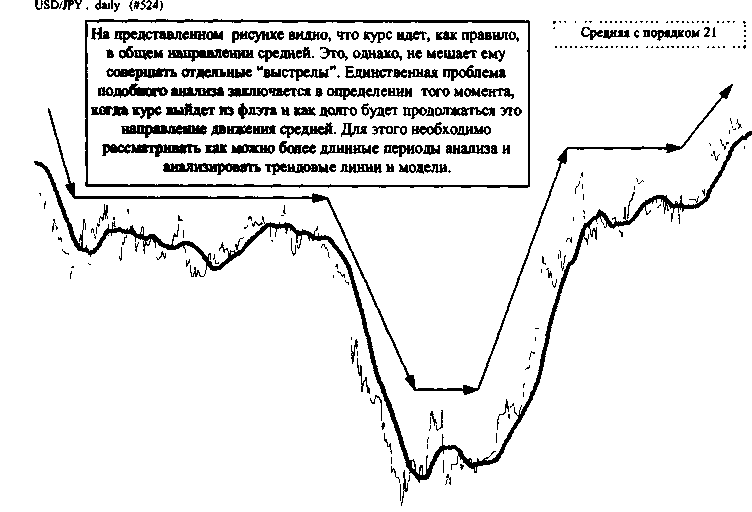 USD/JPY, daily (#524)
На представленном рисунке видно, что курс идет, как правило,
в общем направлении средней. Это, однако, не мешает ему
совершать отдельные "выстрелы". Единственная проблема
подобного анализа заключается в определении того момента,
когда курс выйдет из флэта и как долго будет продолжаться это
направление движения средней. Для этого необходимо
рассматривать как можно более длинные периоды анализа и
анализировать трендовые линии и модели.
Средняя с порядком 21